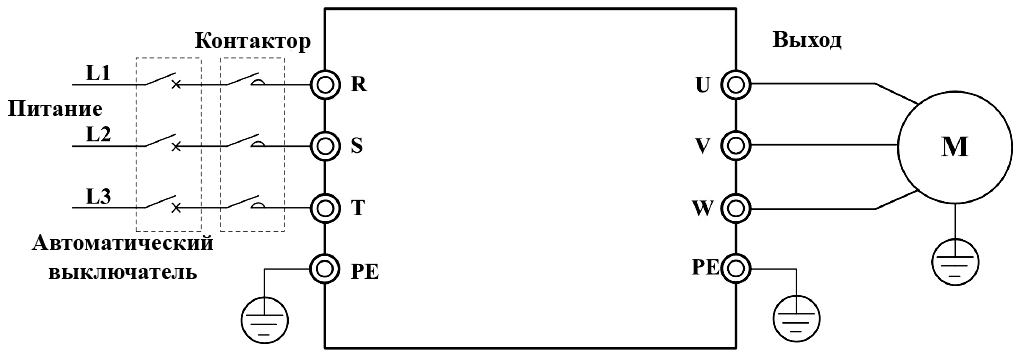 Контактор
Выход
L1
R
U
Питание
L2
S
V
M
L3
T
W
Автоматический
выключатель
PE
PE